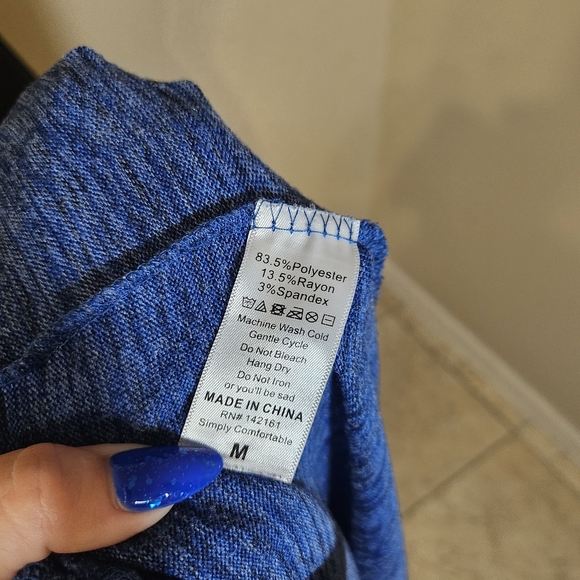 83.5%Polyester
13.5%Rayon
3%Spandex
Machine Wash Cold
Gentle Cycle
Do Not Bleach
Hang Dry
Do Not Iron
or you'll be sad
MADE IN CHINA
RN# 142161
Simply Comfortable
M